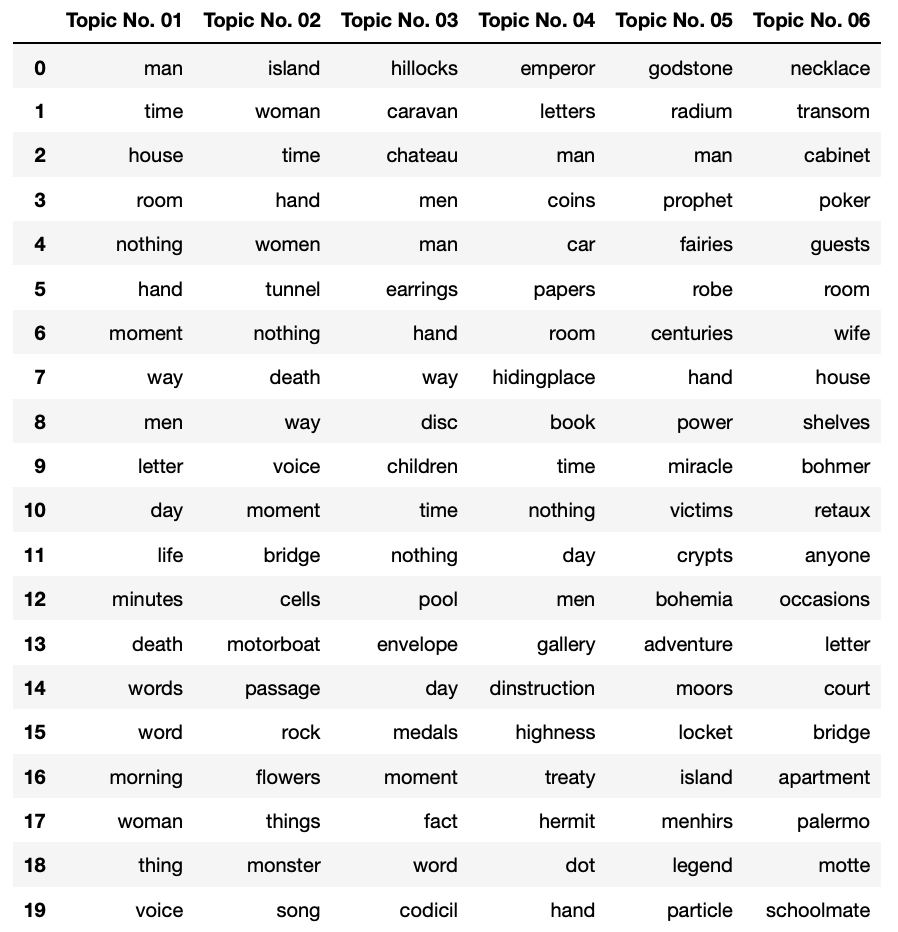 Topic No. 01 Topic No. 02 Topic No. 03 Topic No. 04 Topic No. 05 Topic No. 06
0 man island hillocks emperor godstone necklace
1 time woman caravan letters radium transom
2 house time chateau man man cabinet
3 room hand men coins prophet poker
4 nothing women man car fairies guests
5 hand tunnel earrings papers robe room
6 moment nothing hand room centuries wife
7 way death way hidingplace hand house
8 men way disc book power shelves
9 letter voice children time miracle bohmer
10 day moment time nothing victims retaux
11 life bridge nothing day crypts anyone
12 minutes cells pool men bohemia occasions
13 death motorboat envelope gallery adventure letter
14 words passage day dinstruction moors court
15 word rock medals highness locket bridge
16 morning flowers moment treaty island apartment
17 woman things fact hermit menhirs palermo
18 thing monster word dot legend motte
19 voice song codicil hand particle schoolmate